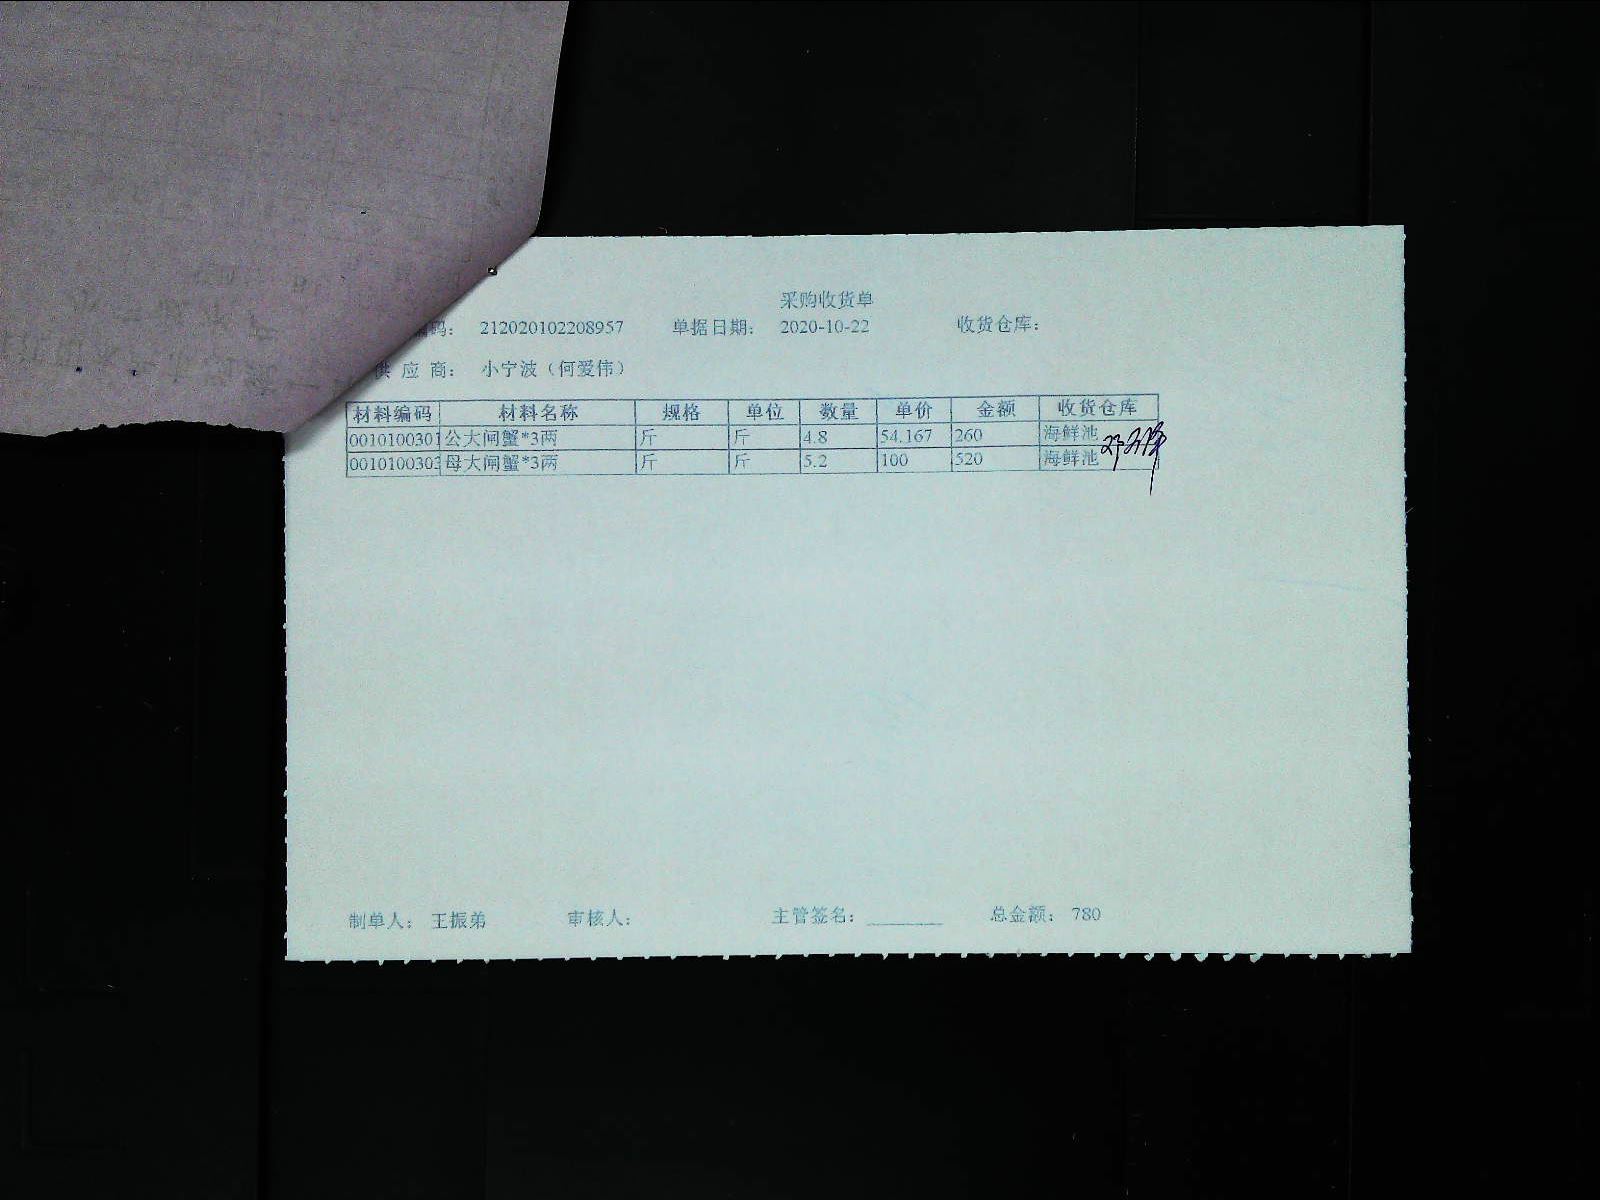 采购收货单
编码： 212020102208957 单据日期： 2020-10-22 收货仓库：
供 应 商： 小宁波（何爱伟）
材料编码 材料名称 规格 单位 数量 单价 金额 收货仓库
0010100301 公大闸蟹*3两 斤 斤 4.8 54.167 260 海鲜池
0010100303 母大闸蟹*3两 斤 斤 5.2 100 520 海鲜池
制单人： 王振弟 审核人： 主管签名： 总金额： 780